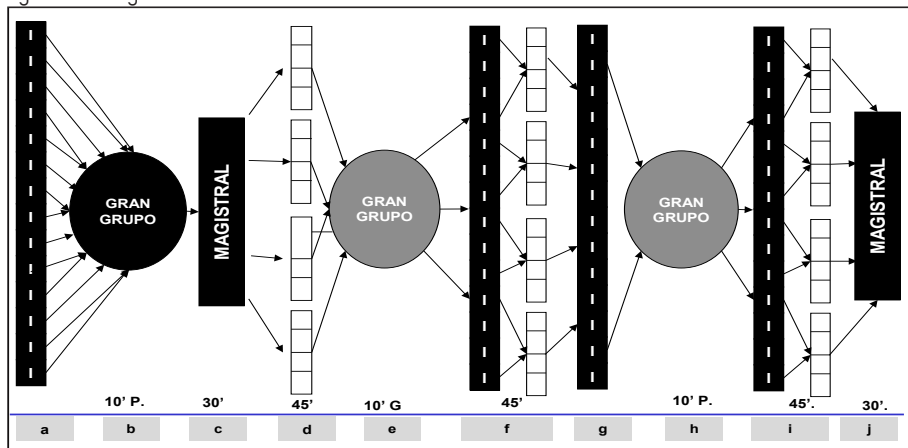 GRAN
GRUPO
MAGISTRAL
GRAN
GRUPO
GRAN
GRUPO
MAGISTRAL
10' P. 30' 45' 10' G 45' 10' P. 45'. 30'.
a b c d e f g h i j